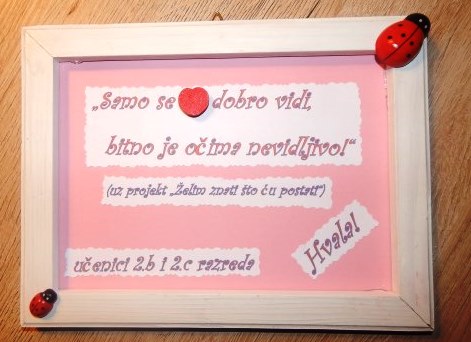 „Samo se dobro vidi,
bitno je očima nevidljivo!“
(uz projekt „Želim znati što ću postati“)
Hvala!
učenici 2.b i 2.c razreda